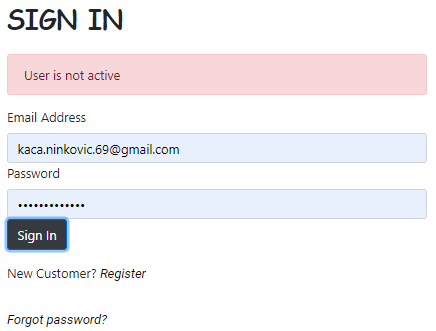 SIGN IN
User is not active
Email Address
kaca.ninkovic.69@gmail.com
Password
•••••••••••••
Sign In
New Customer? Register
Forgot password?